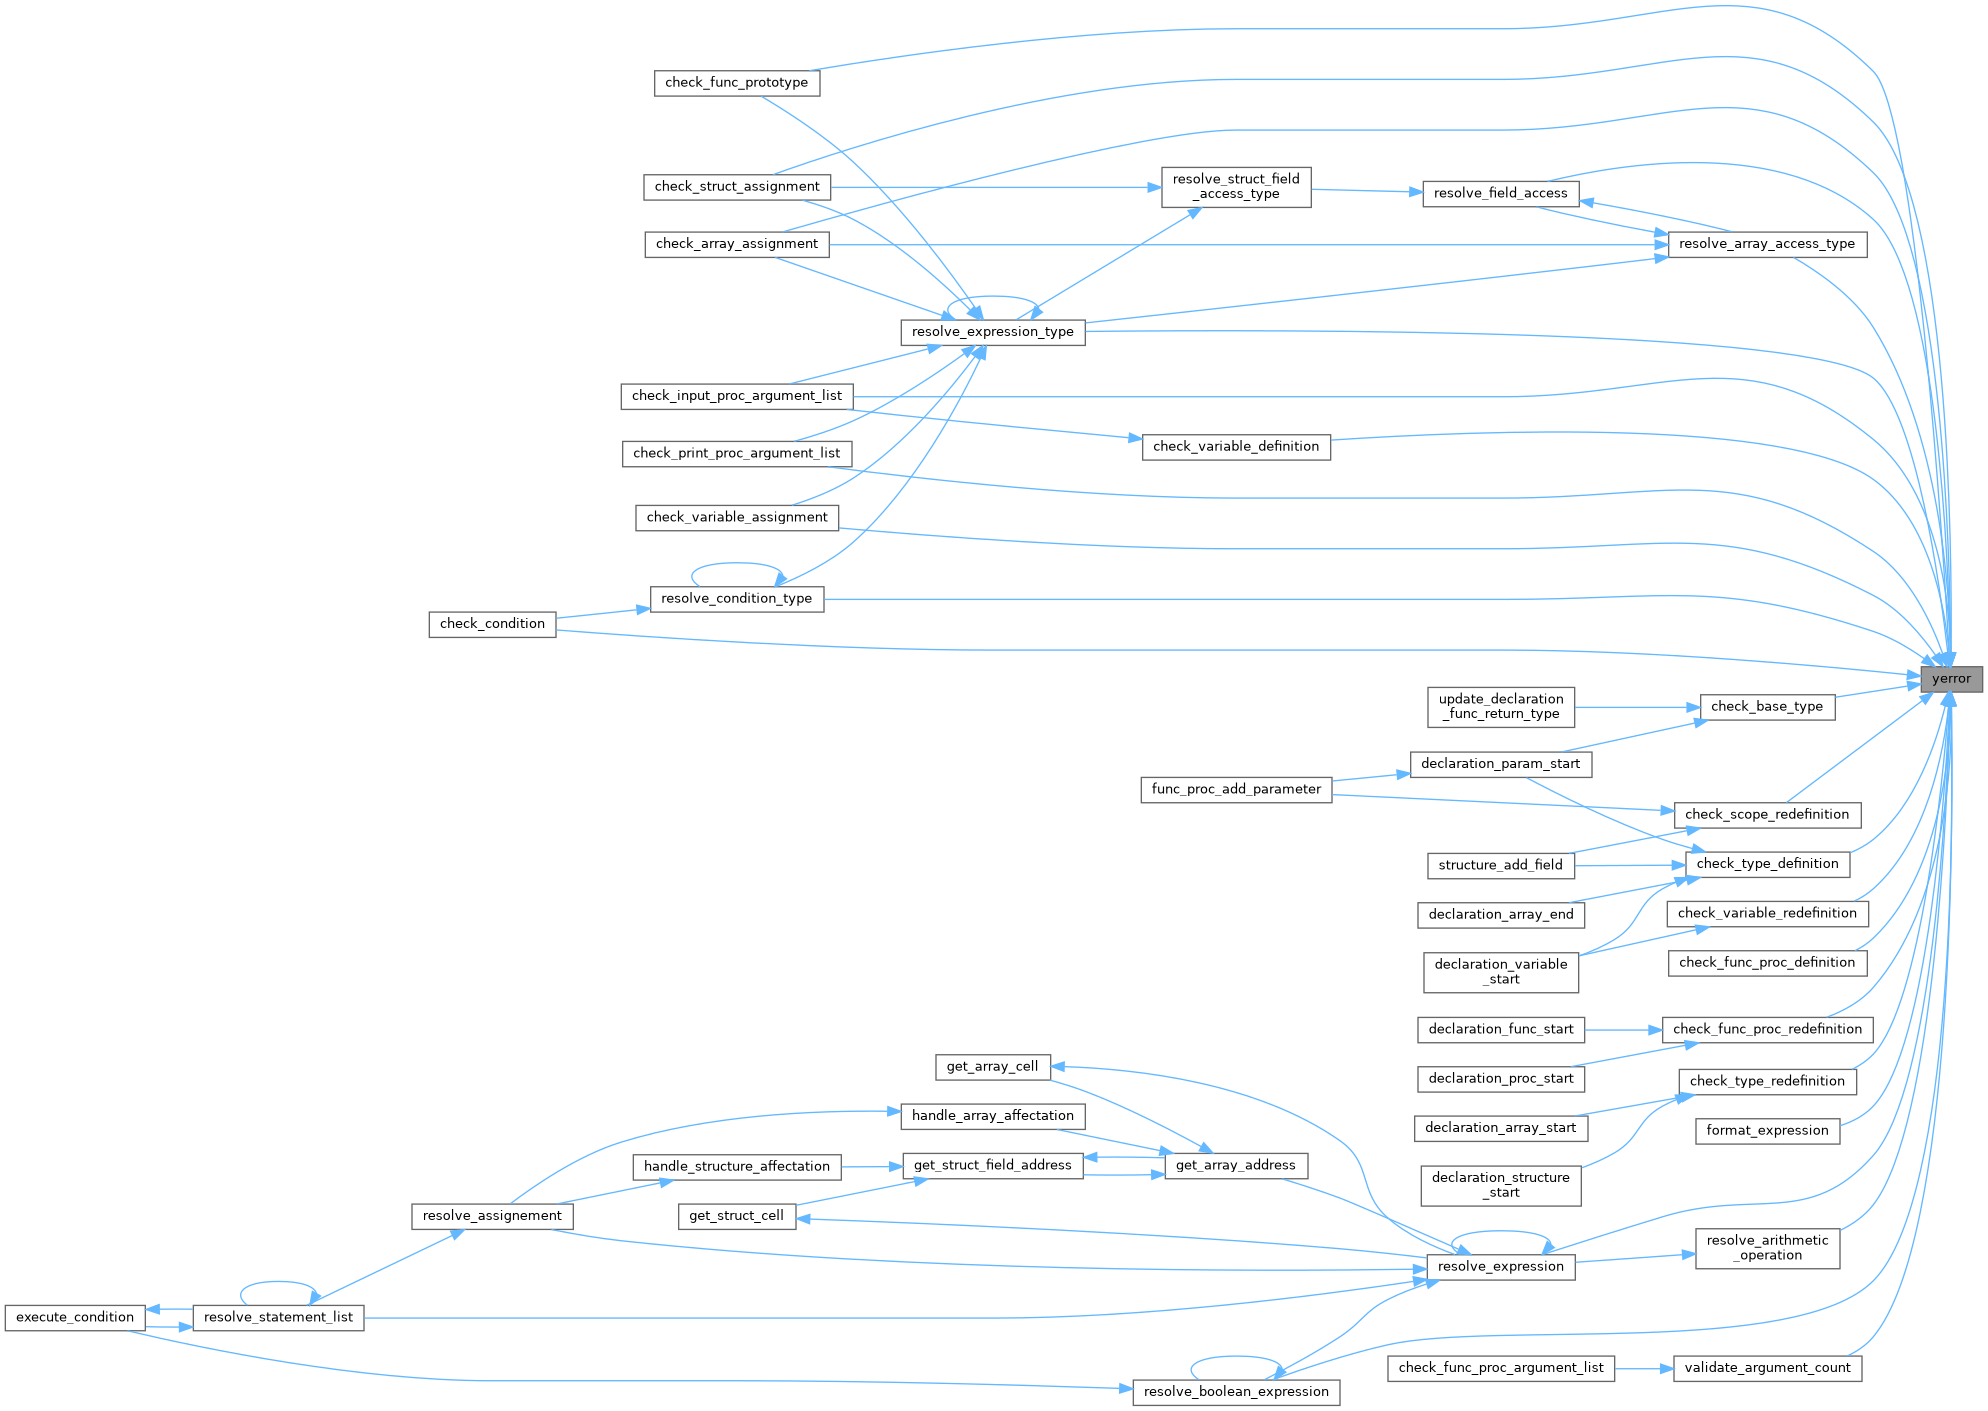 check_func_prototype
check_struct_assignment
resolve_struct_field
_access_type
resolve_field_access
check_array_assignment
resolve_array_access_type
resolve_expression_type
check_input_proc_argument_list
check_variable_definition
check_print_proc_argument_list
check_variable_assignment
resolve_condition_type
check_condition
yerror
update_declaration
_func_return_type
check_base_type
declaration_param_start
func_proc_add_parameter
check_scope_redefinition
structure_add_field
check_type_definition
declaration_array_end
check_variable_redefinition
declaration_variable
_start
check_func_proc_definition
declaration_func_start
check_func_proc_redefinition
declaration_proc_start
check_type_redefinition
declaration_array_start
format_expression
declaration_structure
_start
get_array_cell
handle_array_affectation
handle_structure_affectation
get_struct_field_address
get_array_address
resolve_assignement
get_struct_cell
resolve_arithmetic
_operation
resolve_expression
execute_condition
resolve_statement_list
check_func_proc_argument_list
validate_argument_count
resolve_boolean_expression